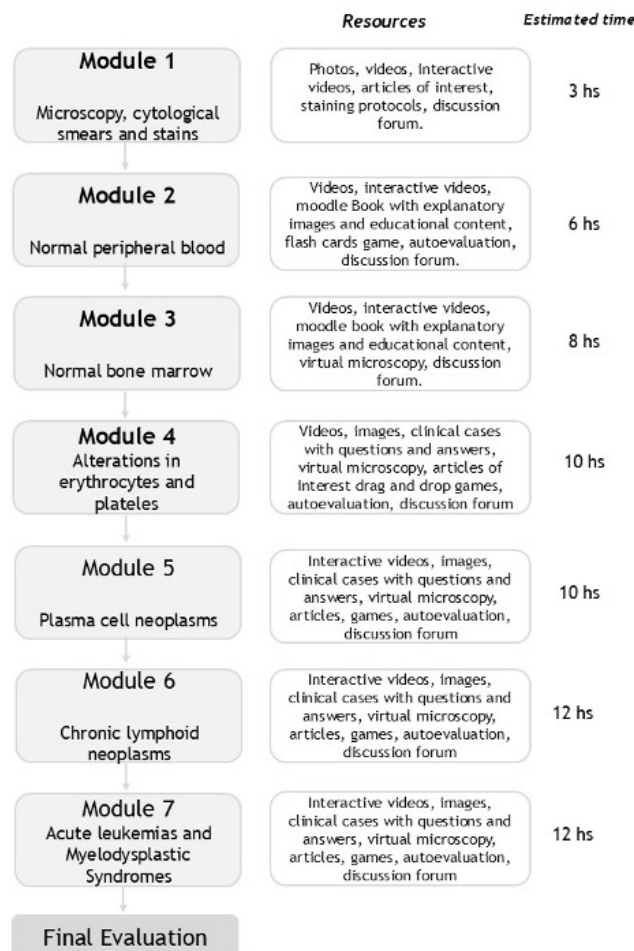 Resources
Estimated time
Module 1
Microscopy, cytological
smears and stains
Photos, videos, interactive
videos, articles of interest,
staining protocols, discussion
forum.
3 hs
Module 2
Normal peripheral blood
Videos, interactive videos,
moodle Book with explanatory
images and educational content,
flash cards game, autoevaluation,
discussion forum.
6 hs
Module 3
Normal bone marrow
Videos, interactive videos,
moodle book with explanatory
images and educational content,
virtual microscopy, discussion
forum.
8 hs
Module 4
Alterations in
erythrocytes and
plateles
Videos, images, clinical cases
with questions and answers,
virtual microscopy, articles of
interest drag and drop games,
autoevaluation, discussion forum
10 hs
Module 5
Plasma cell neoplasms
Interactive videos, images,
clinical cases with questions and
answers, virtual microscopy,
articles, games, autoevaluation,
discussion forum
10 hs
Module 6
Chronic lymphoid
neoplasms
Interactive videos, images,
clinical cases with questions and
answers, virtual microscopy,
articles, games, autoevaluation,
discussion forum
12 hs
Module 7
Acute leukemias and
Myelodysplastic
Syndromes
Interactive videos, images,
clinical cases with questions and
answers, virtual microscopy,
articles, games, autoevaluation,
discussion forum
12 hs
Final Evaluation